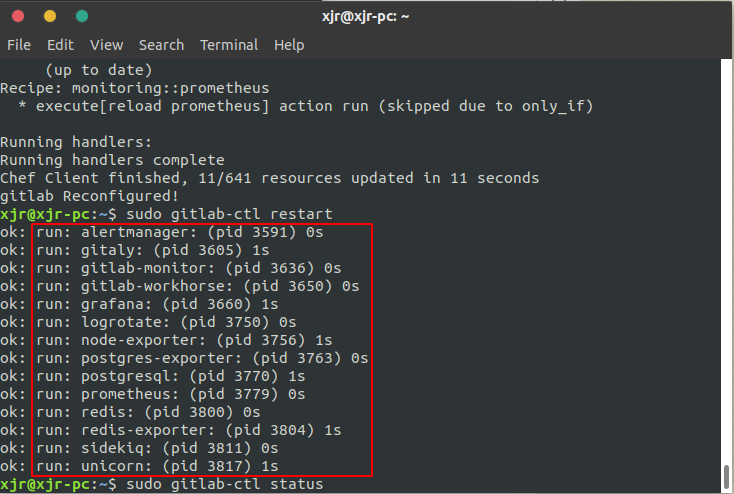 xjr@xjr-pc: ~
File Edit View Search Terminal Help
(up to date)
Recipe: monitoring::prometheus
* execute[reload prometheus] action run (skipped due to only_if)
Running handlers:
Running handlers complete
Chef Client finished, 11/641 resources updated in 11 seconds
gitlab Reconfigured!
xjr@xjr-pc:~$ sudo gitlab-ctl restart
ok: run: alertmanager: (pid 3591) 0s
ok: run: gitaly: (pid 3605) 1s
ok: run: gitlab-monitor: (pid 3636) 0s
ok: run: gitlab-workhorse: (pid 3650) 0s
ok: run: grafana: (pid 3660) 1s
ok: run: logrotate: (pid 3750) 0s
ok: run: node-exporter: (pid 3756) 1s
ok: run: postgres-exporter: (pid 3763) 0s
ok: run: postgresql: (pid 3770) 1s
ok: run: prometheus: (pid 3779) 0s
ok: run: redis: (pid 3800) 0s
ok: run: redis-exporter: (pid 3804) 1s
ok: run: sidekiq: (pid 3811) 0s
ok: run: unicorn: (pid 3817) 1s
xjr@xjr-pc:~$ sudo gitlab-ctl status